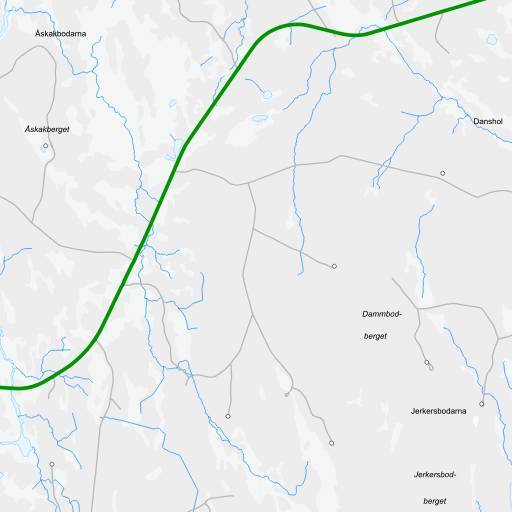 Åskakbodarna
Danshol
Åskakberget
Dammbod-
berget
Jerkersbodarna
Jerkersbod-
berget